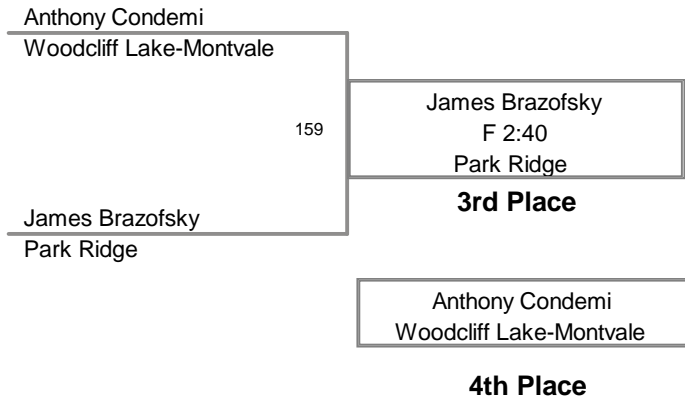 Anthony Condemi
Woodcliff Lake-Montvale
159
James Brazofsky
F 2:40
Park Ridge
3rd Place
James Brazofsky
Park Ridge
Anthony Condemi
Woodcliff Lake-Montvale
4th Place